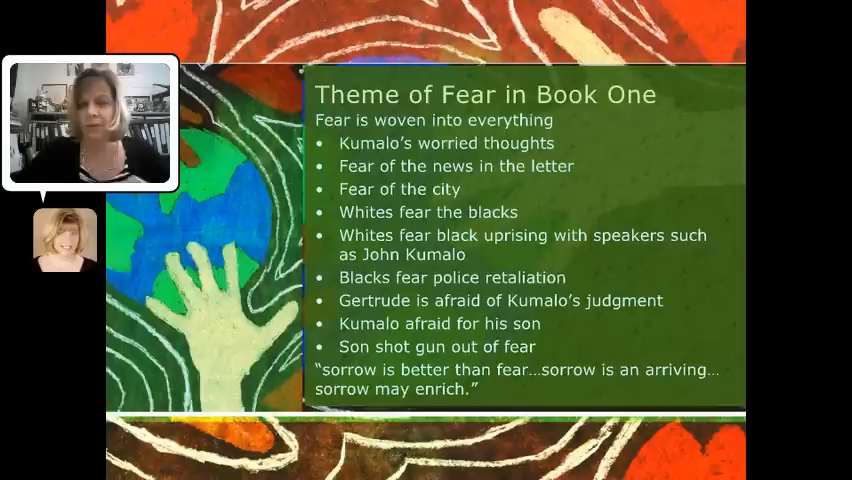 Theme of Fear in Book One
Fear is woven into everything
• Kumalo's worried thoughts
• Fear of the news in the letter
• Fear of the city
• Whites fear the blacks
• Whites fear black uprising with speakers such
as John Kumalo
• Blacks fear police retaliation
• Gertrude is afraid of Kumalo's judgment
• Kumalo afraid for his son
• Son shot gun out of fear
“sorrow is better than fear...sorrow is an arriving...
sorrow may enrich.”